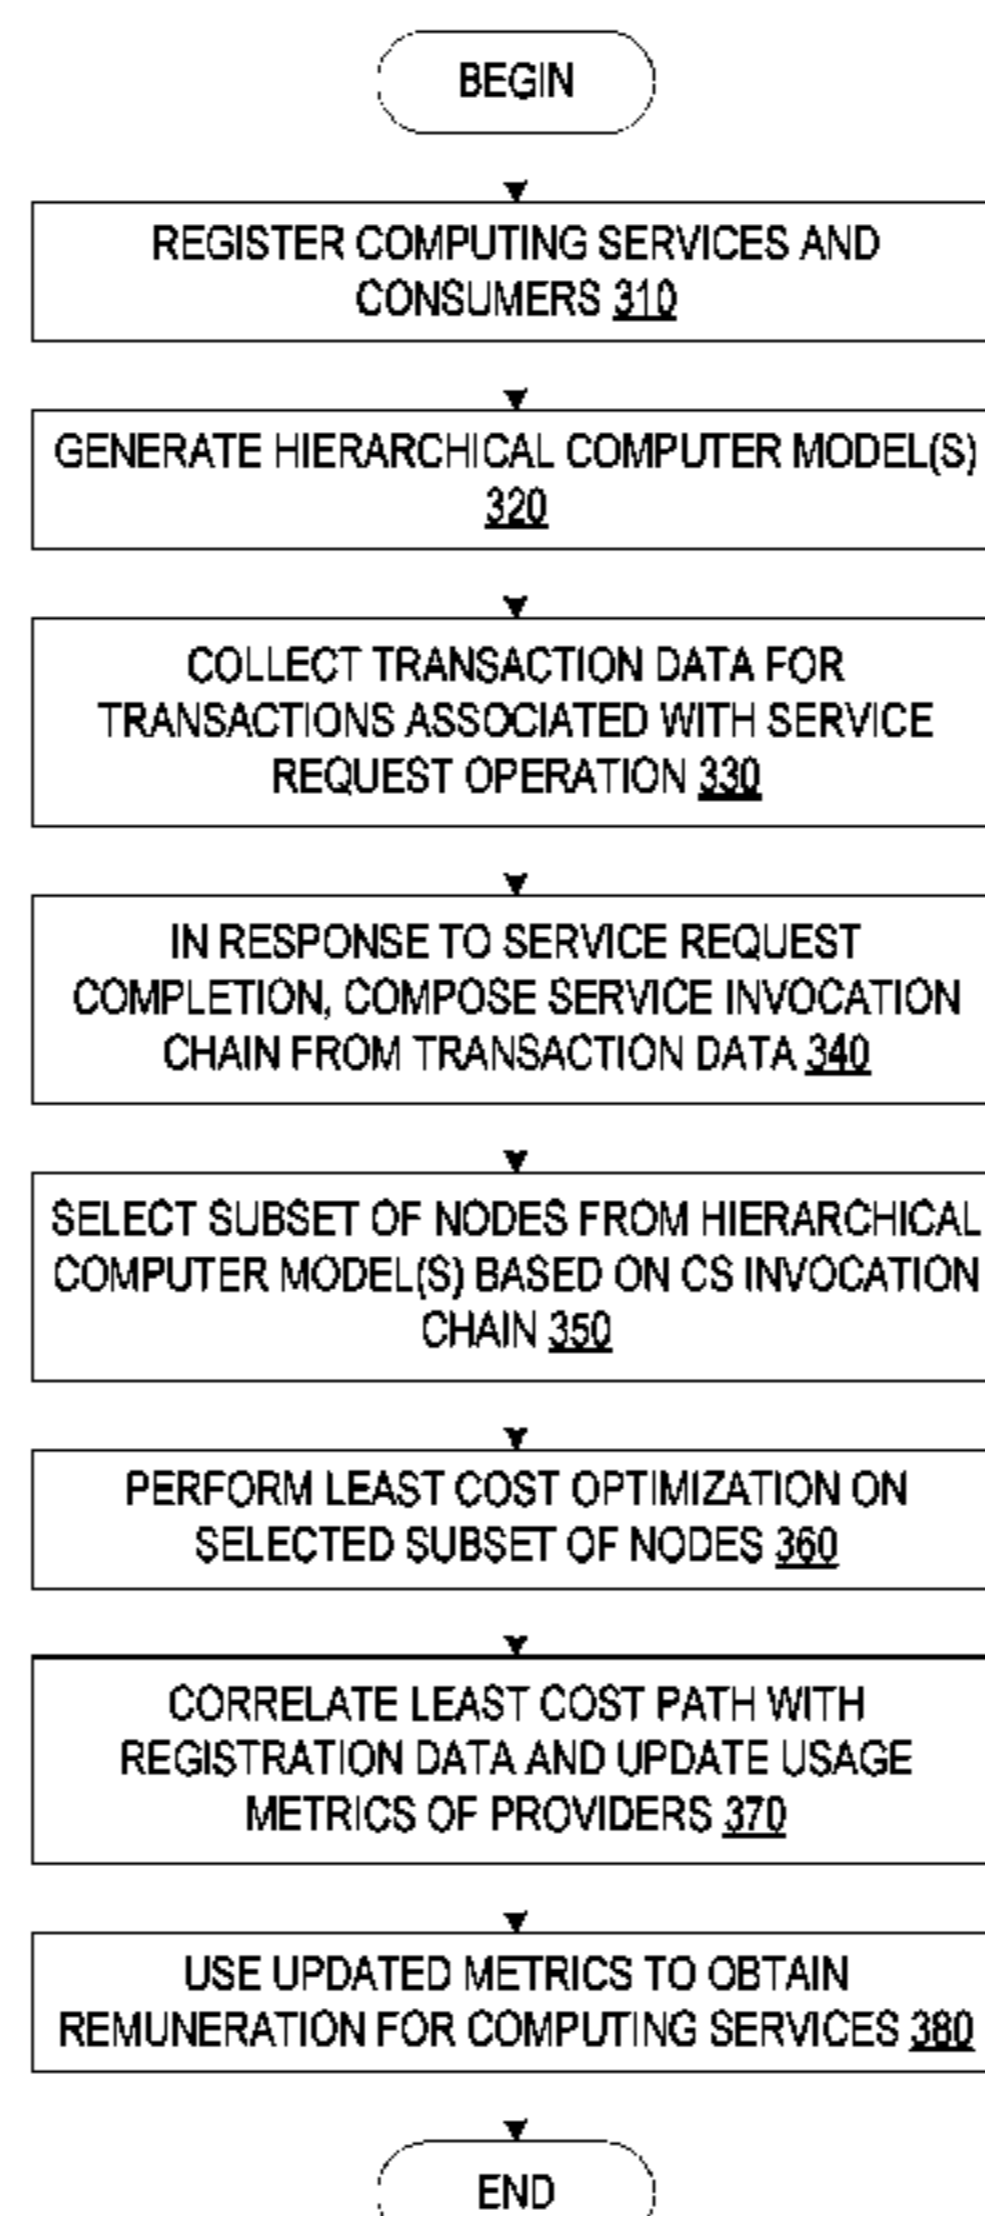 BEGIN
REGISTER COMPUTING SERVICES AND
CONSUMERS 310
GENERATE HIERARCHICAL COMPUTER MODEL(S)
320
COLLECT TRANSACTION DATA FOR
TRANSACTIONS ASSOCIATED WITH SERVICE
REQUEST OPERATION 330
IN RESPONSE TO SERVICE REQUEST
COMPLETION, COMPOSE SERVICE INVOCATION
CHAIN FROM TRANSACTION DATA 340
SELECT SUBSET OF NODES FROM HIERARCHICAL
COMPUTER MODEL(S) BASED ON CS INVOCATION
CHAIN 350
PERFORM LEAST COST OPTIMIZATION ON
SELECTED SUBSET OF NODES 360
CORRELATE LEAST COST PATH WITH
REGISTRATION DATA AND UPDATE USAGE
METRICS OF PROVIDERS 370
USE UPDATED METRICS TO OBTAIN
REMUNERATION FOR COMPUTING SERVICES 380
END